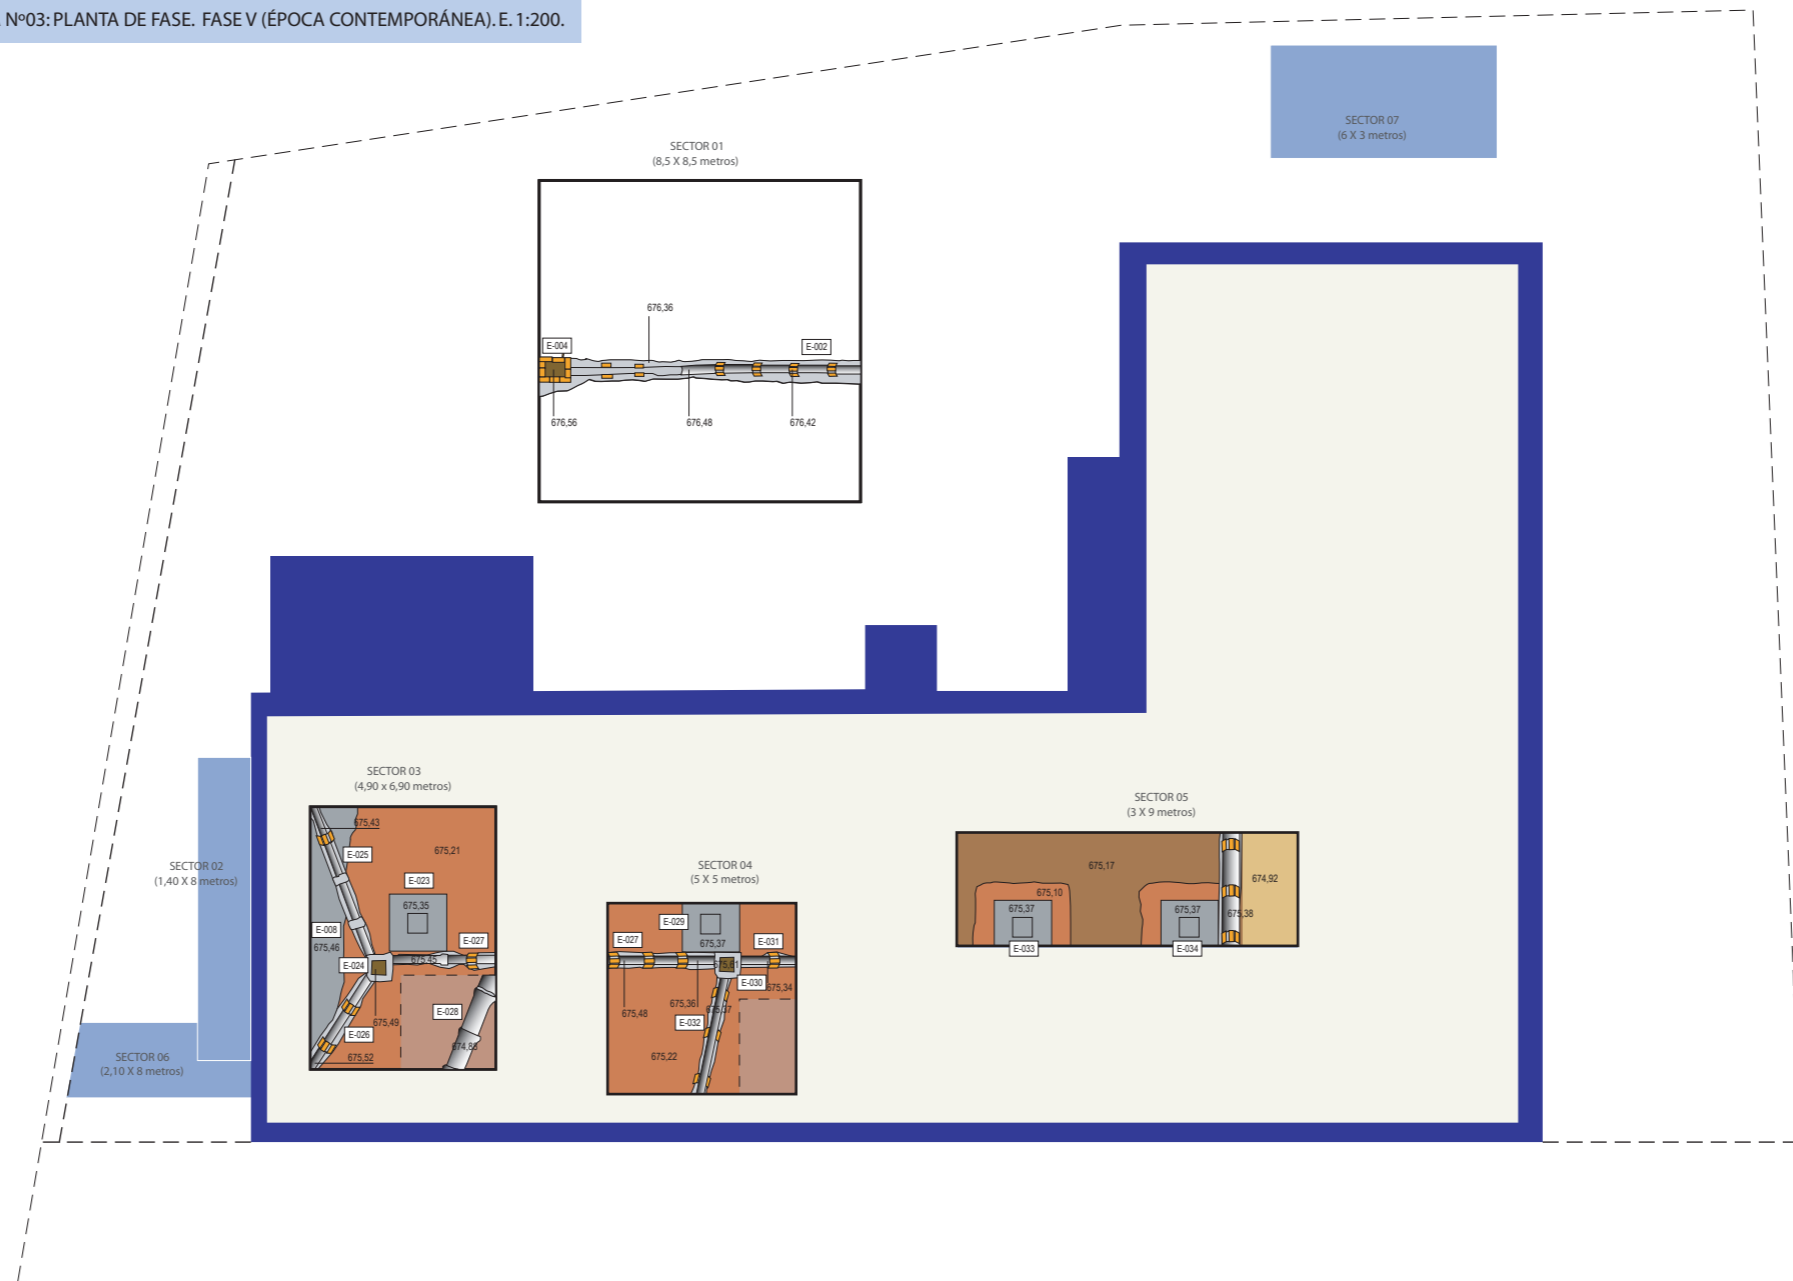 Nº03: PLANTA DE FASE. FASE V (ÉPOCA CONTEMPORÁNEA). E. 1:200.
SECTOR 07
(6 X 3 metros)
SECTOR 01
(8,5 X 8,5 metros)
676,36
E-004
E-002
676,56
676,48
676,42
SECTOR 03
(4,90 x 6,90 metros)
675,43
E-025
675,21
E-023
675,35
E-008
675,46
E-027
675,45
E-024
E-028
675,49
E-026
674,83
675,52
SECTOR 02
(1,40 X 8 metros)
SECTOR 06
(2,10 X 8 metros)
SECTOR 04
(5 X 5 metros)
E-029
E-027
675,37
E-031
675,61
E-030
675,34
675,48
675,36
675,37
E-032
675,22
SECTOR 05
(3 X 9 metros)
675,17
674,92
675,10
675,37
675,37
675,38
E-033
E-034